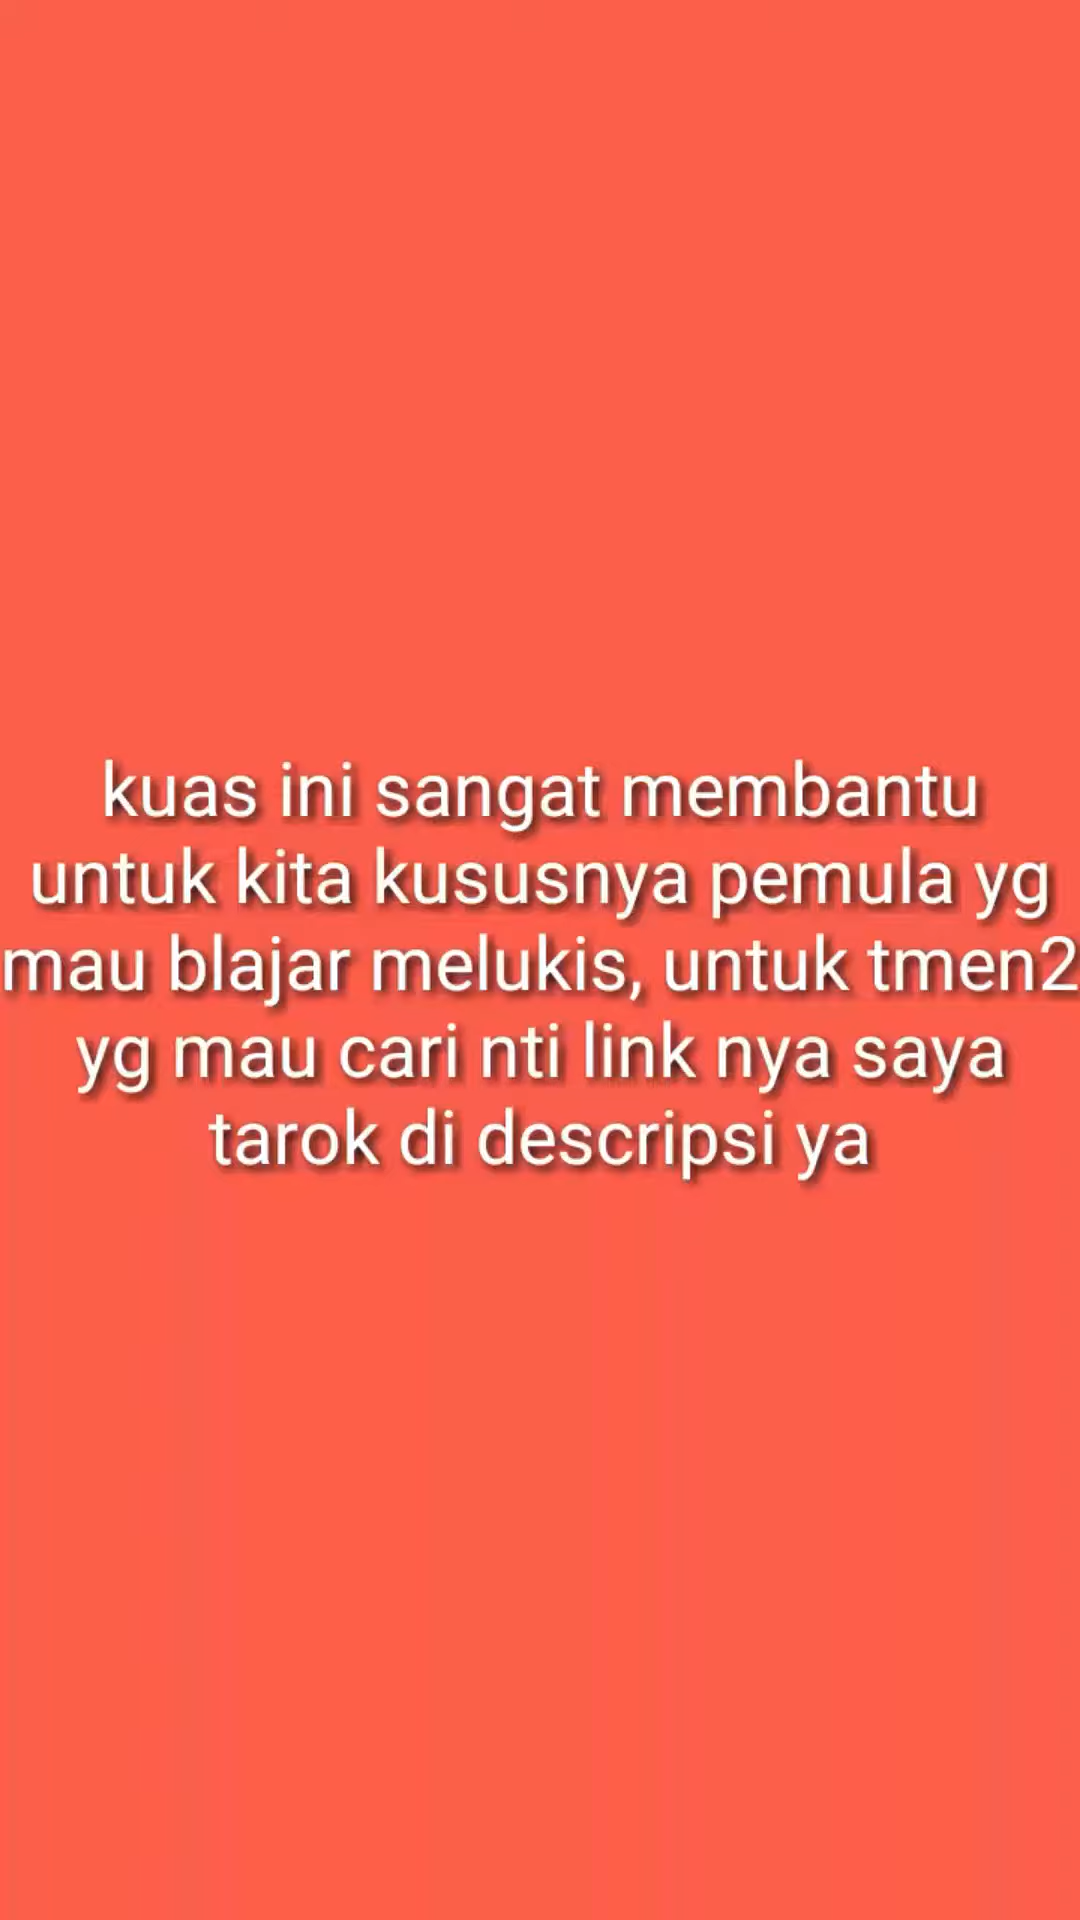 kuas ini sangat membantu
untuk kita kususnya pemula yg
mau blajar melukis, untuk tmen2
yg mau cari nti link nya saya
tarok di descripsi ya